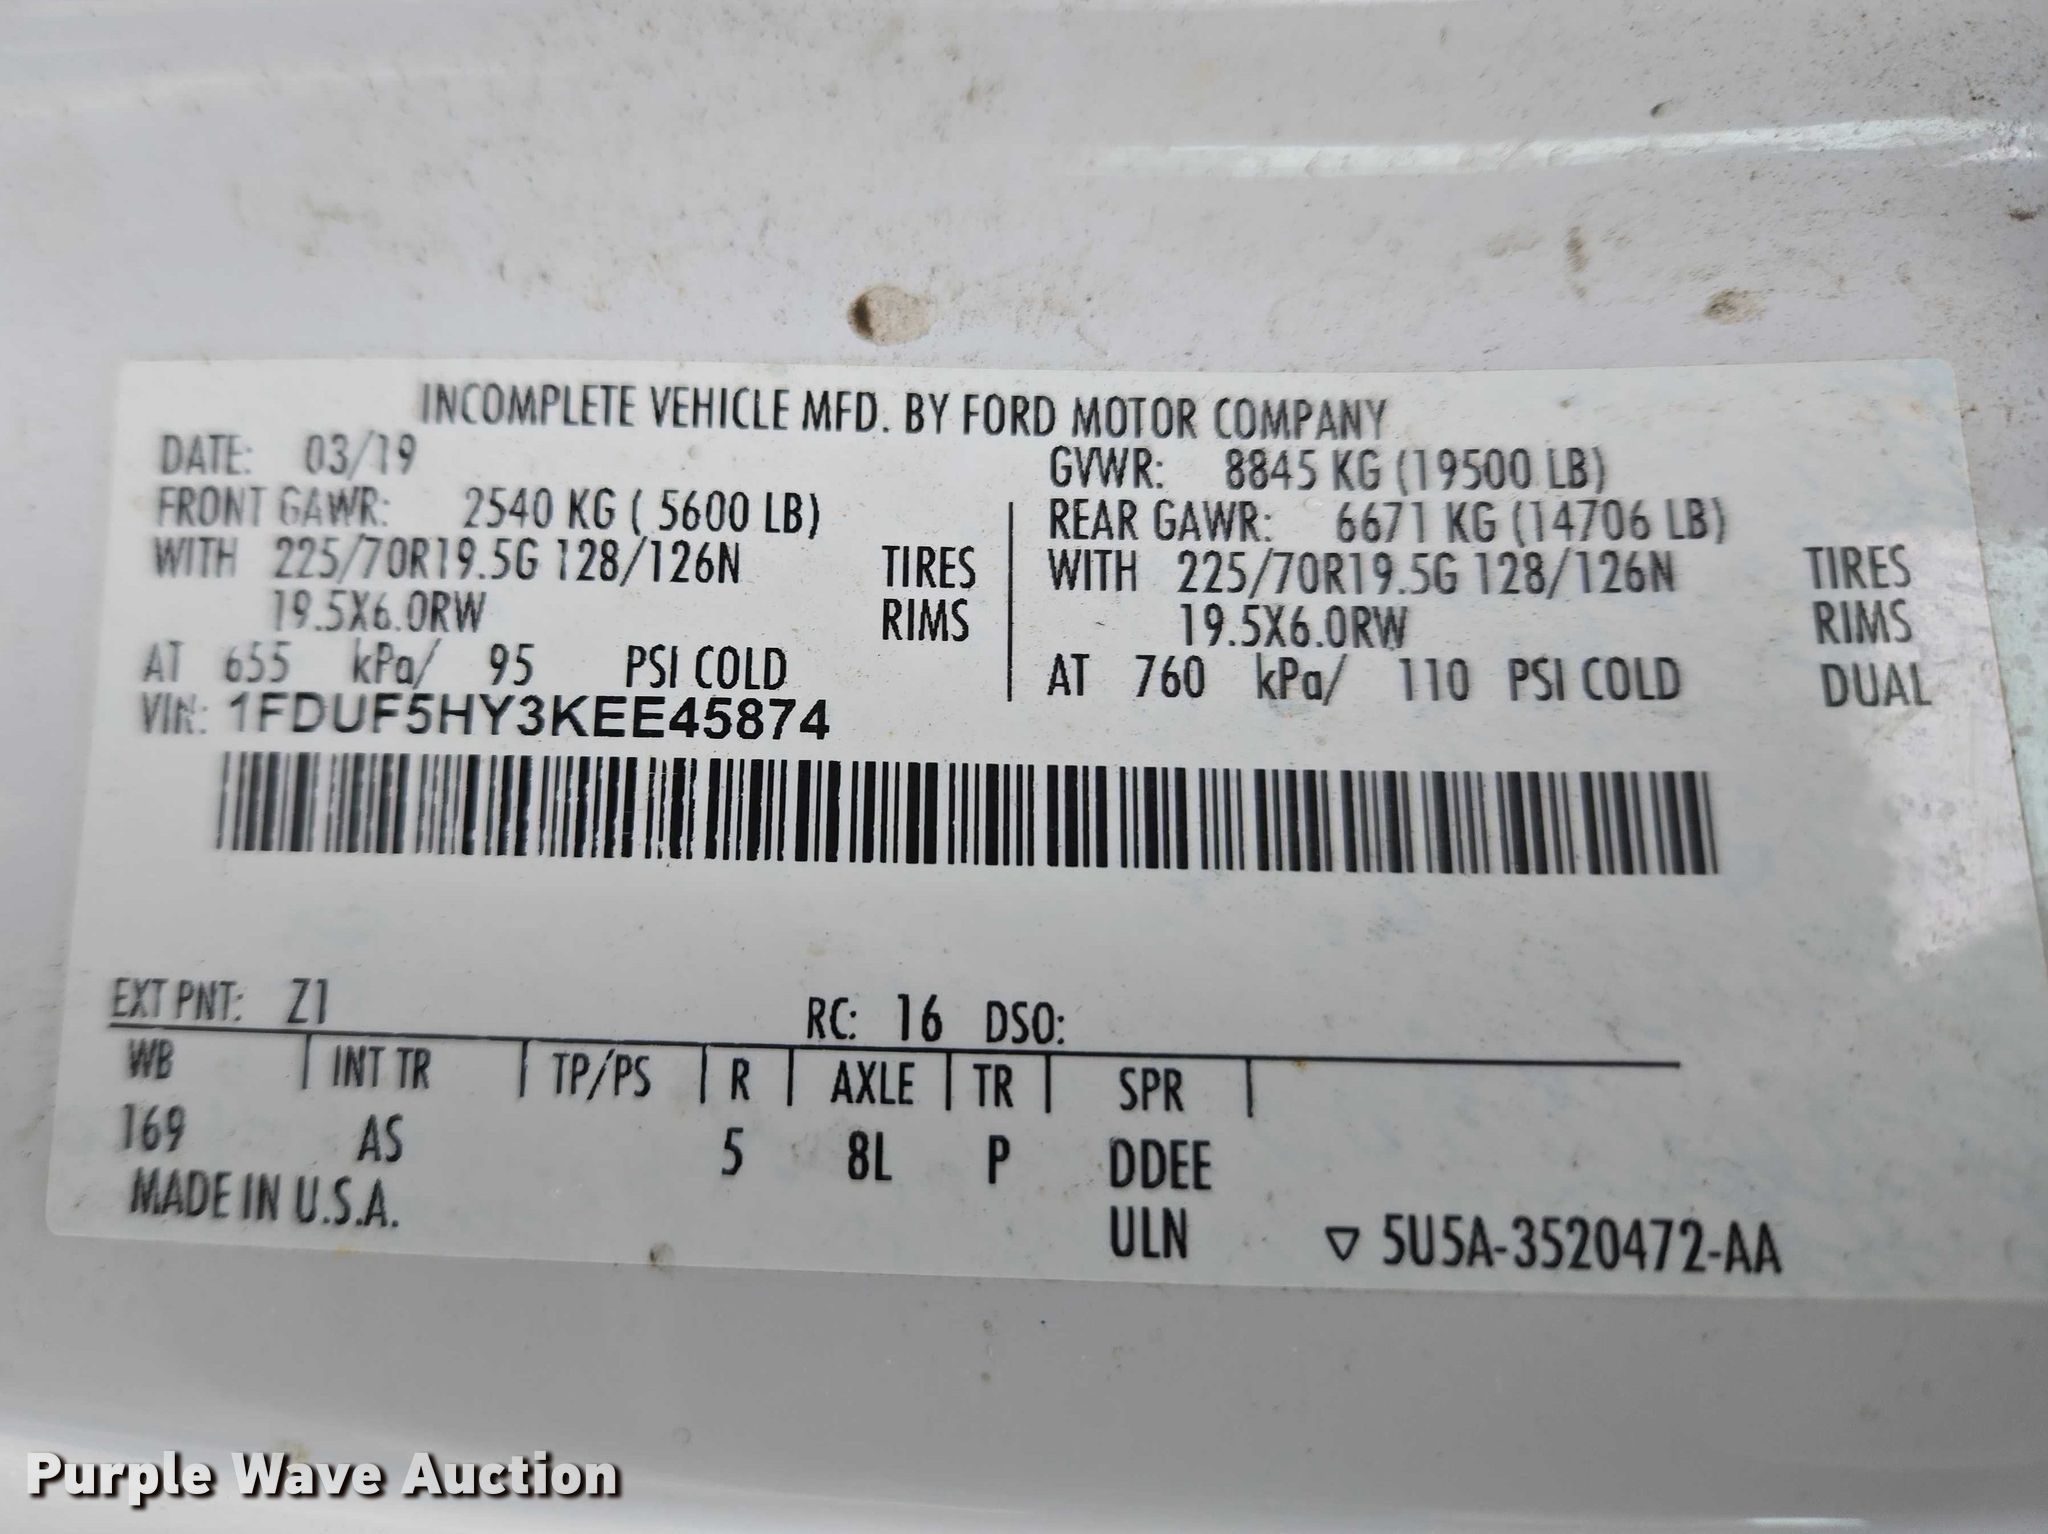 INCOMPLETE VEHICLE MFD. BY FORD MOTOR COMPANY
DATE: 03/19 GVWR: 8845 KG (19500 LB)
FRONT GAWR: 2540 KG ( 5600 LB) REAR GAWR: 6671 KG (14706 LB)
WITH 225/70R19.5G 128/126N TIRES WITH 225/70R19.5G 128/126N TIRES
19.5X6.0RW RIMS 19.5X6.0RW RIMS
AT 655 kPa/ 95 PSI COLD AT 760 kPa/ 110 PSI COLD DUAL
VIN: 1FDUF5HY3KEE45874
EXT PNT: Z1 RC: 16 DSO:
WB INT TR TP/PS R AXLE TR SPR
169 AS 5 8L P DDEE
MADE IN U.S.A. ULN ▽ 5U5A-3520472-AA
Purple Wave Auction